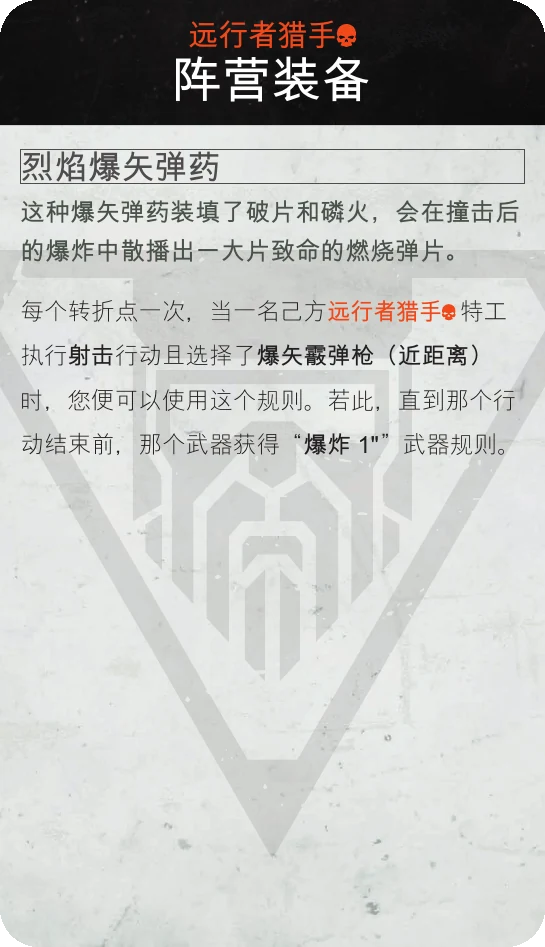 远行者猎手
阵营装备
烈焰爆矢弹药
这种爆矢弹药装填了破片和磷火，会在撞击后
的爆炸中散播出一大片致命的燃烧弹片。
每个转折点一次，当一名己方远行者猎手特工
执行射击行动且选择了爆矢霰弹枪（近距离）
时，您便可以使用这个规则。若此，直到那个行
动结束前，那个武器获得“爆炸 1"”武器规则。